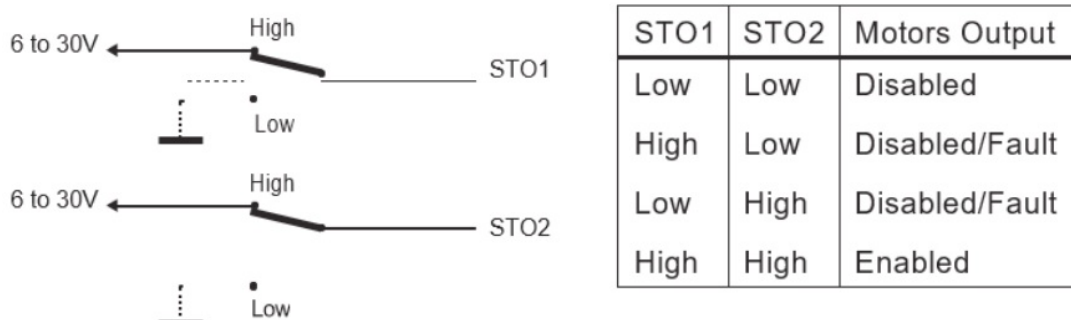 High
6 to 30V
STO1
Low
High
6 to 30V
STO2
Low
STO1 STO2 Motors Output
Low Low Disabled
High Low Disabled/Fault
Low High Disabled/Fault
High High Enabled